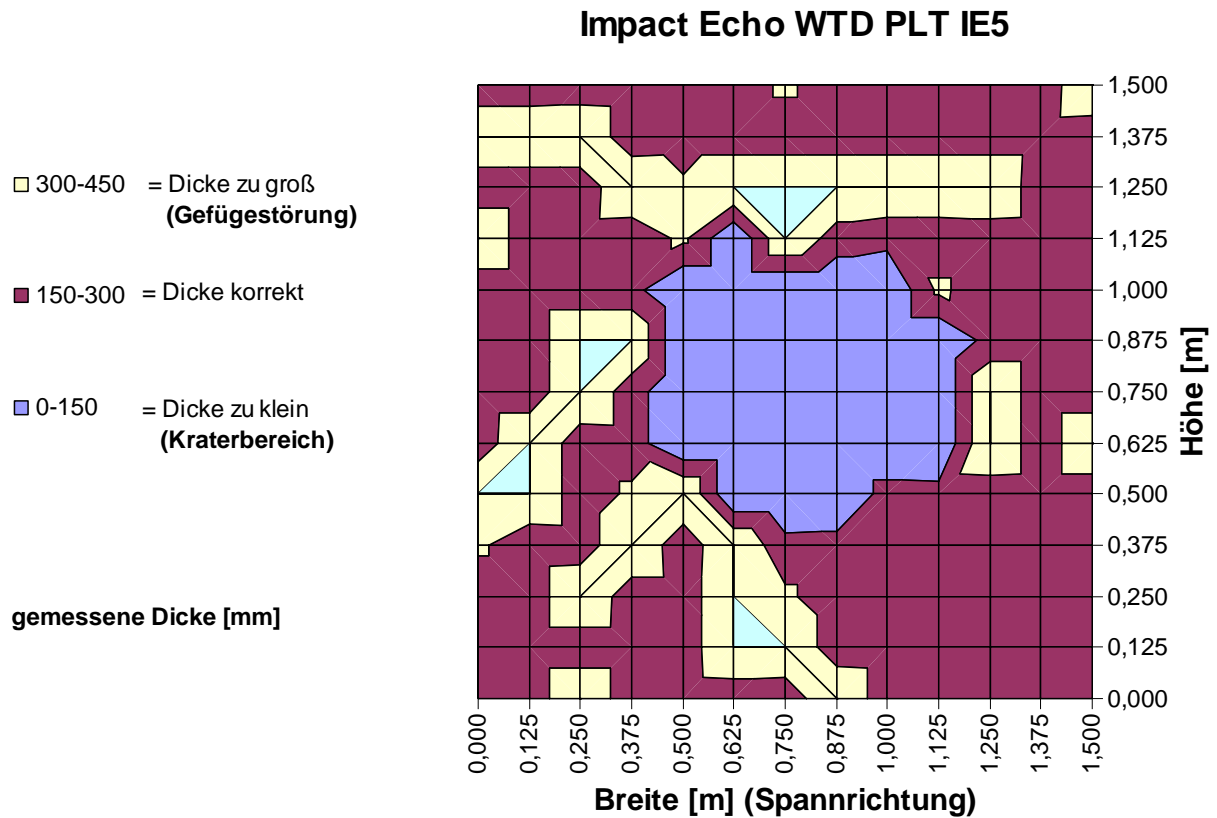 Impact Echo WTD PLT IE5
300-450 = Dicke zu groß
(Gefügestörung)
150-300 = Dicke korrekt
0-150 = Dicke zu klein
(Kraterbereich)
gemessene Dicke [mm]
1,500
1,375
1,250
1,125
1,000
0,875
0,750
0,625
0,500
0,375
0,250
0,125
0,000
Höhe [m]
0,000
0,125
0,250
0,375
0,500
0,625
0,750
0,875
1,000
1,125
1,250
1,375
1,500
Breite [m] (Spannrichtung)